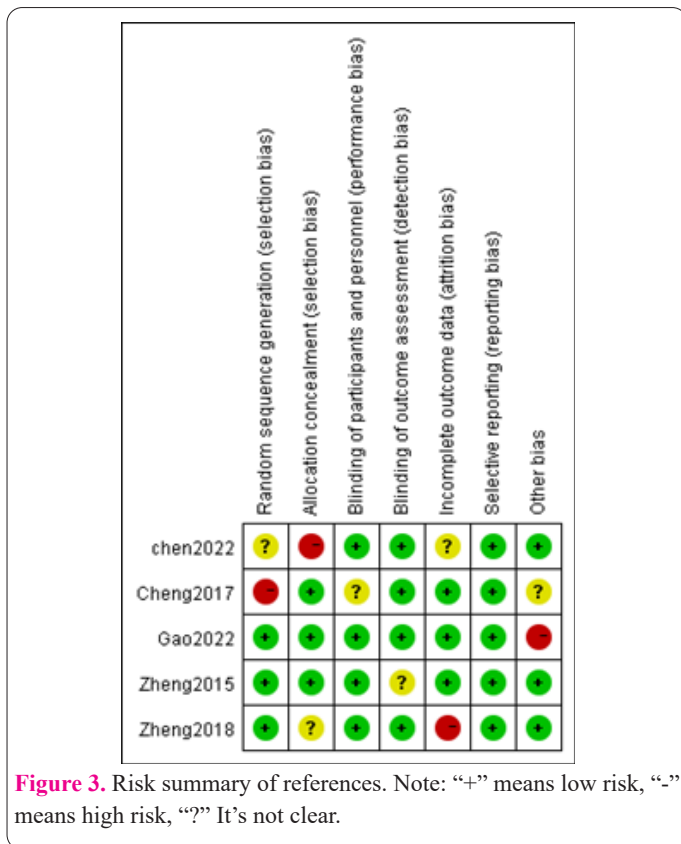 Random sequence generation (selection bias)
Allocation concealment (selection bias)
Blinding of participants and personnel (performance bias)
Blinding of outcome assessment (detection bias)
Incomplete outcome data (attrition bias)
Selective reporting (reporting bias)
Other bias
chen2022 ? - + + ? + +
Cheng2017 - + ? + + + ?
Gao2022 + + + + + + -
Zheng2015 + + + ? + + +
Zheng2018 + ? + + - + +
Figure 3. Risk summary of references. Note: “+” means low risk, “-”
means high risk, “?” It’s not clear.